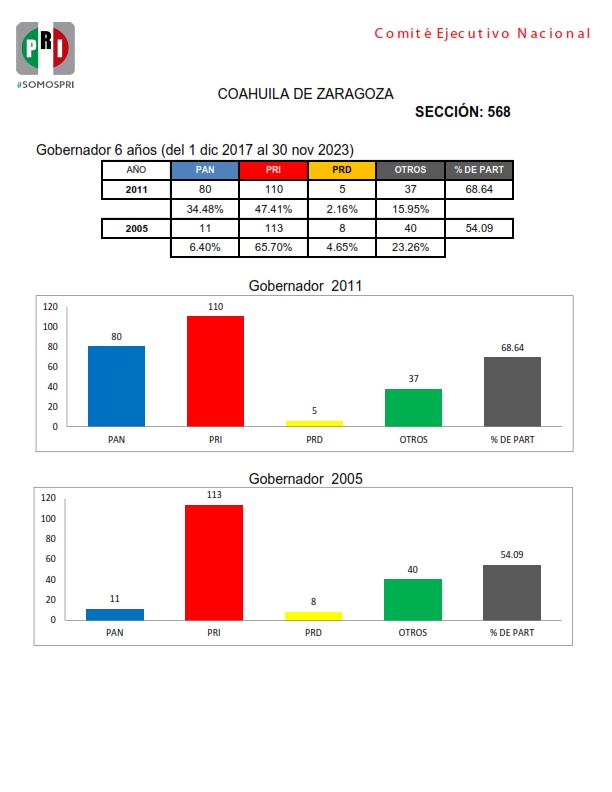 PRI
#SOMOSPRI
Comité Ejecutivo Nacional
COAHUILA DE ZARAGOZA
SECCIÓN: 568
Gobernador 6 años (del 1 dic 2017 al 30 nov 2023)
AÑO PAN PRI PRD OTROS % DE PART
2011 80 110 5 37 68.64
34.48% 47.41% 2.16% 15.95%
2005 11 113 8 40 54.09
6.40% 65.70% 4.65% 23.26%
Gobernador 2011
120
100
80
60
40
20
0
80
110
5
37
68.64
PAN PRI PRD OTROS % DE PART
Gobernador 2005
120
100
80
60
40
20
0
11
113
8
40
54.09
PAN PRI PRD OTROS % DE PART